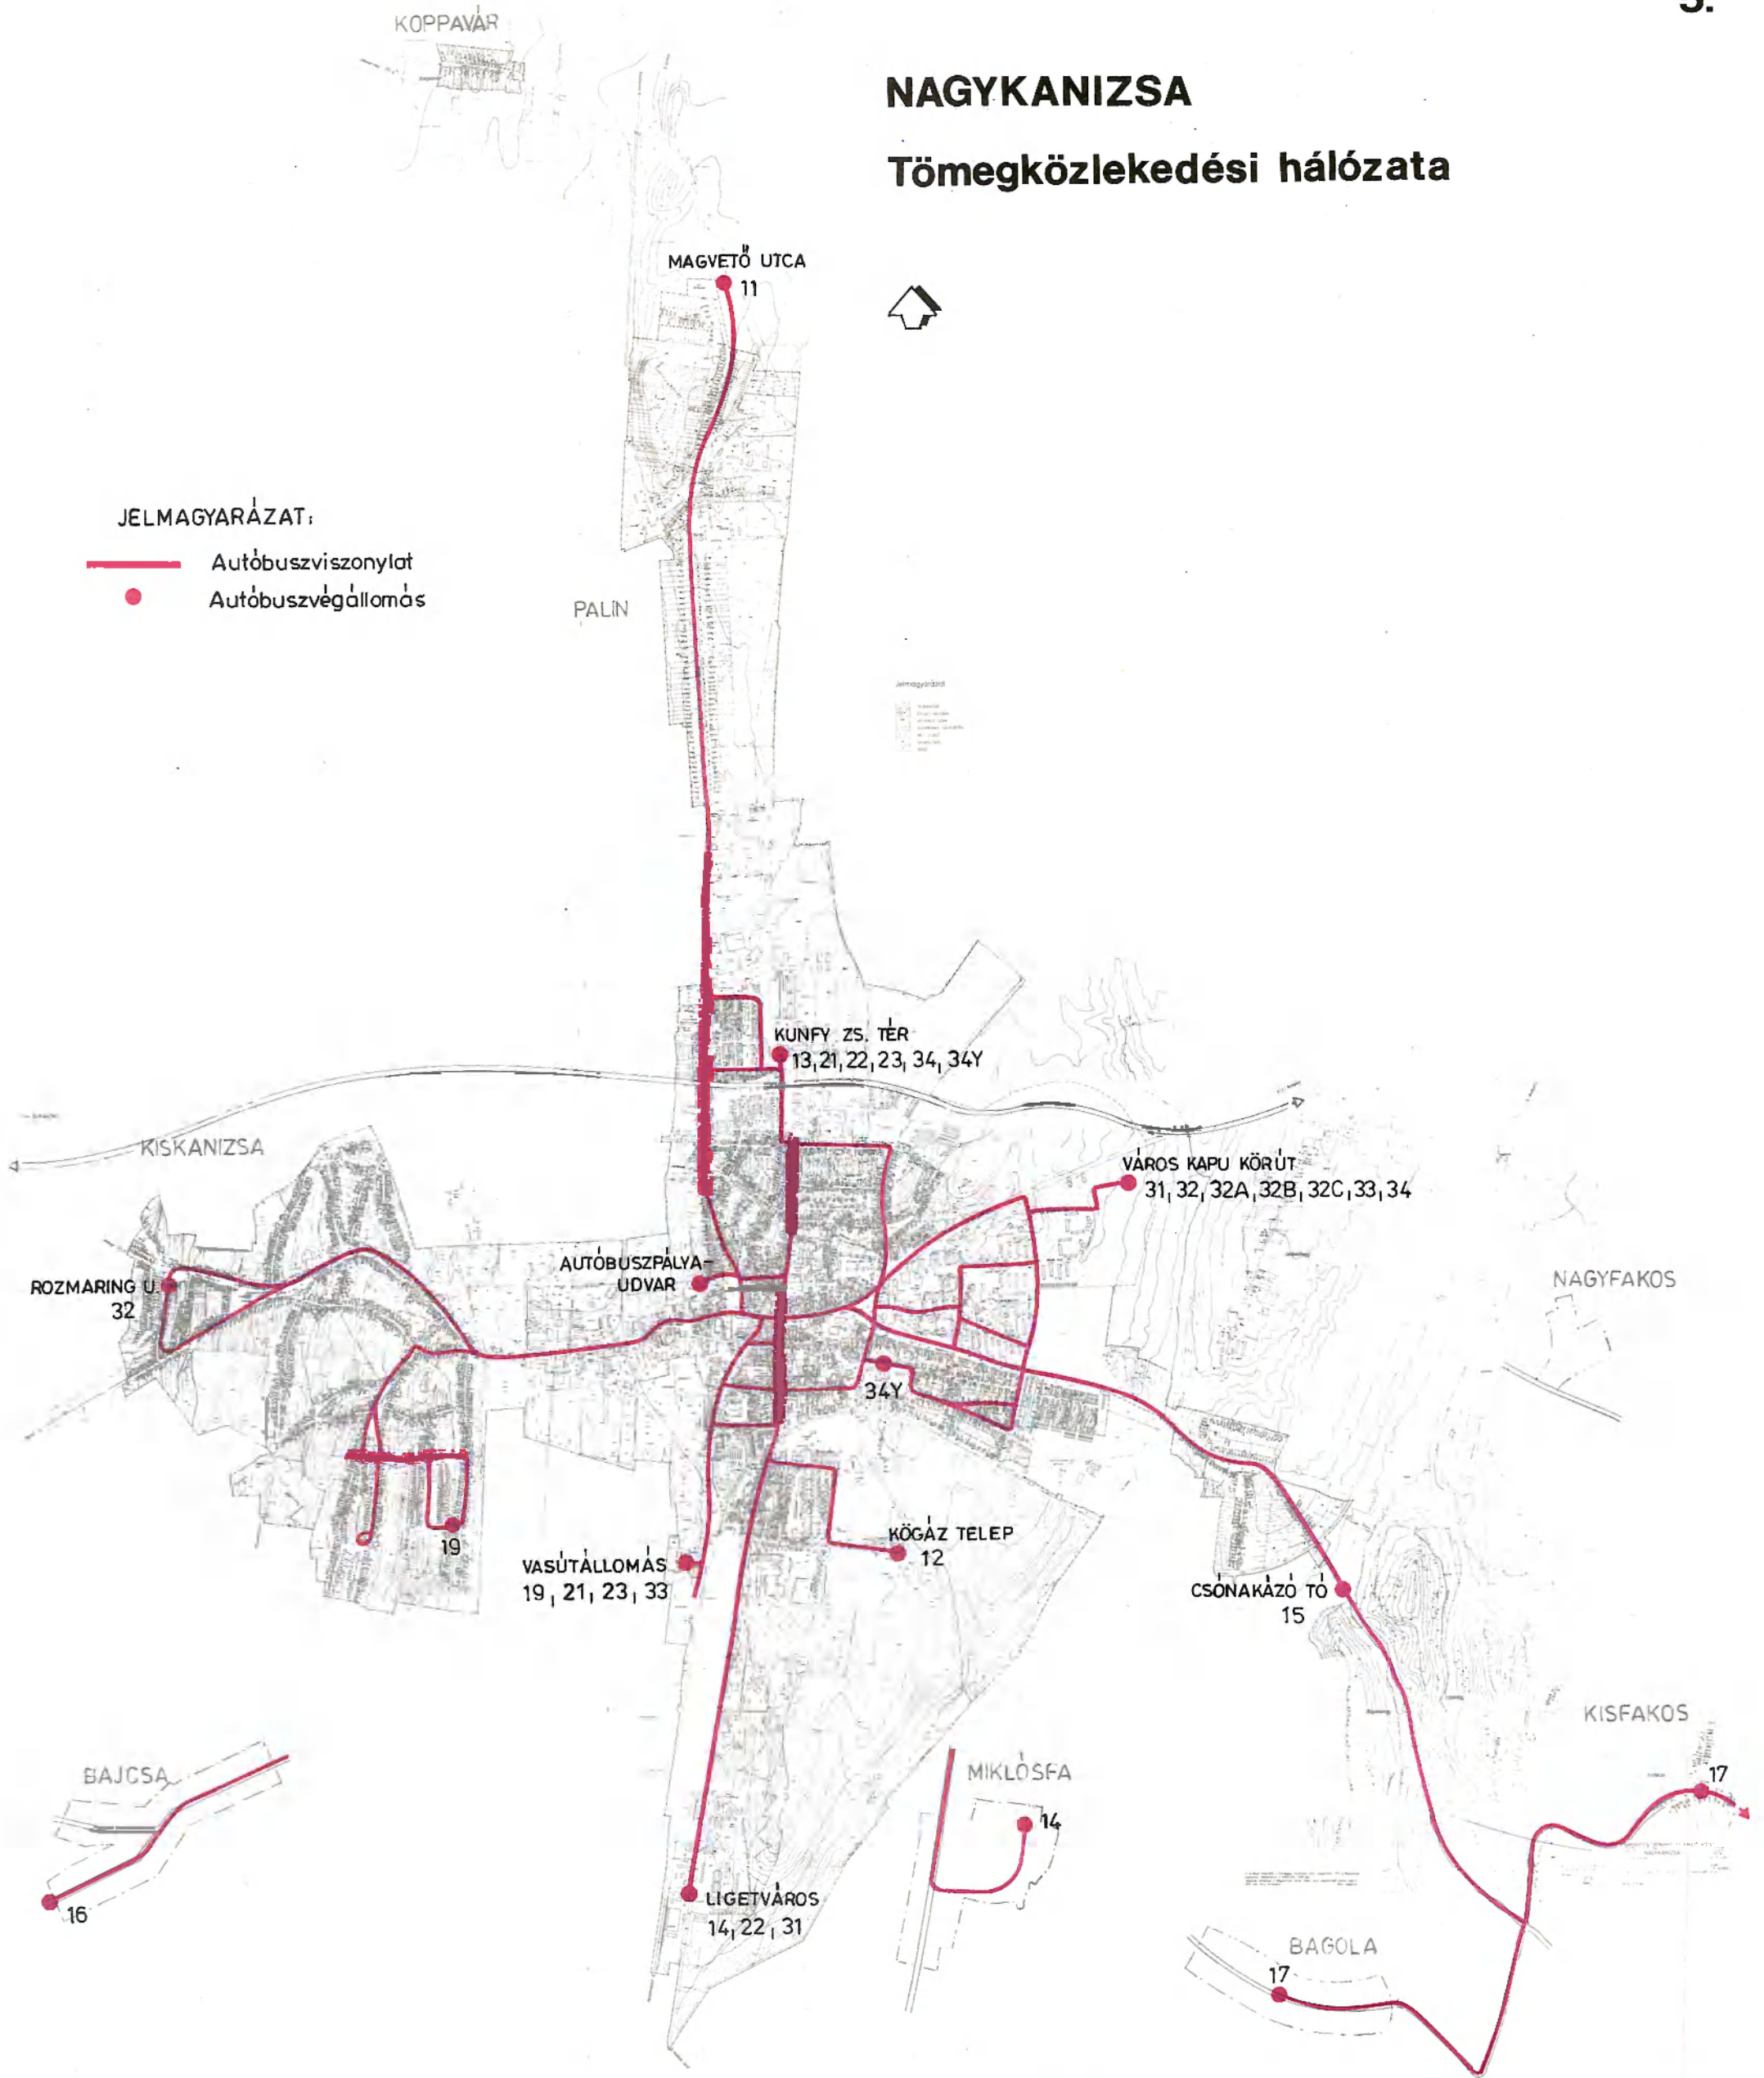 3.
KOPPAVÁR
NAGYKANIZSA
Tömegközlekedési hálózata
MAGVETŐ UTCA
11
JELMAGYARÁZAT:
Autóbuszviszonylat
Autóbuszvégállomás
PALIN
Jelmagyarázat
KUNFY ZS. TÉR
13, 21, 22, 23, 34, 34Y
KISKANIZSA
VÁROS KAPU KÖRÚT
31, 32, 32A, 32B, 32C, 33, 34
AUTÓBUSZPÁLYA-
UDVAR
ROZMARING U.
32
NAGYFAKOS
34Y
19
VASÚTÁLLOMÁS
19, 21, 23, 33
KÖGÁZ TELEP
12
CSÓNAKÁZÓ TÓ
15
KISFAKOS
17
BAJCSA
16
MIKLÓSFA
14
LIGETVÁROS
14, 22, 31
BAGOLA
17